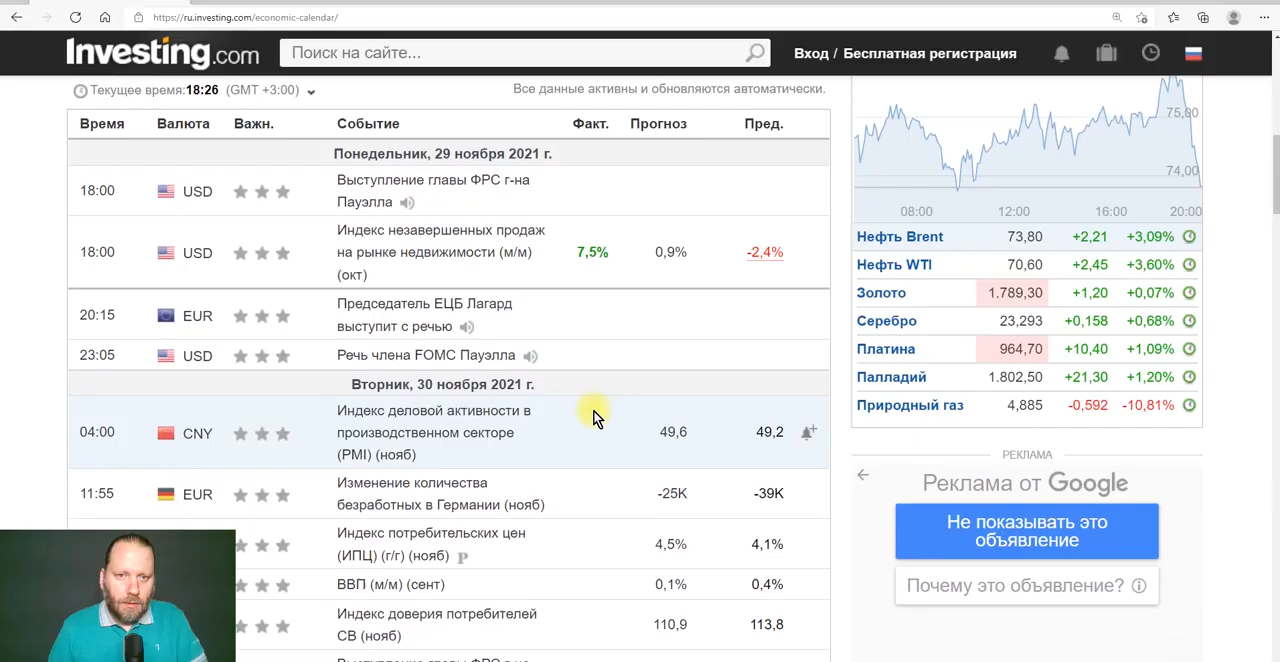 https://ru.investing.com/economic-calendar/
Investing.com
Поиск на сайте...
Вход / Бесплатная регистрация
Текущее время:18:26 (GMT +3:00)
Все данные активны и обновляются автоматически.
Время Валюта Важн. Событие Факт. Прогноз Пред.
Понедельник, 29 ноября 2021 г.
18:00 USD Выступление главы ФРС г-на
Пауэлла
18:00 USD Индекс незавершенных продаж
на рынке недвижимости (м/м) 7,5% 0,9% -2,4%
(окт)
20:15 EUR Председатель ЕЦБ Лагард
выступит с речью
23:05 USD Речь члена FOMC Пауэлла
Вторник, 30 ноября 2021 г.
04:00 CNY Индекс деловой активности в
производственном секторе 49,6 49,2
(PMI) (нояб)
11:55 EUR Изменение количества
безработных в Германии (нояб) -25K -39K
Индекс потребительских цен
(ИПЦ) (г/г) (нояб) P 4,5% 4,1%
ВВП (м/м) (сент) 0,1% 0,4%
Индекс доверия потребителей
CB (нояб) 110,9 113,8
75,00
74,00
08:00 12:00 16:00 20:00
Нефть Brent 73,80 +2,21 +3,09%
Нефть WTI 70,60 +2,45 +3,60%
Золото 1.789,30 +1,20 +0,07%
Серебро 23,293 +0,158 +0,68%
Платина 964,70 +10,40 +1,09%
Палладий 1.802,50 +21,30 +1,20%
Природный газ 4,885 -0,592 -10,81%
РЕКЛАМА
Реклама от Google
Не показывать это
объявление
Почему это объявление?